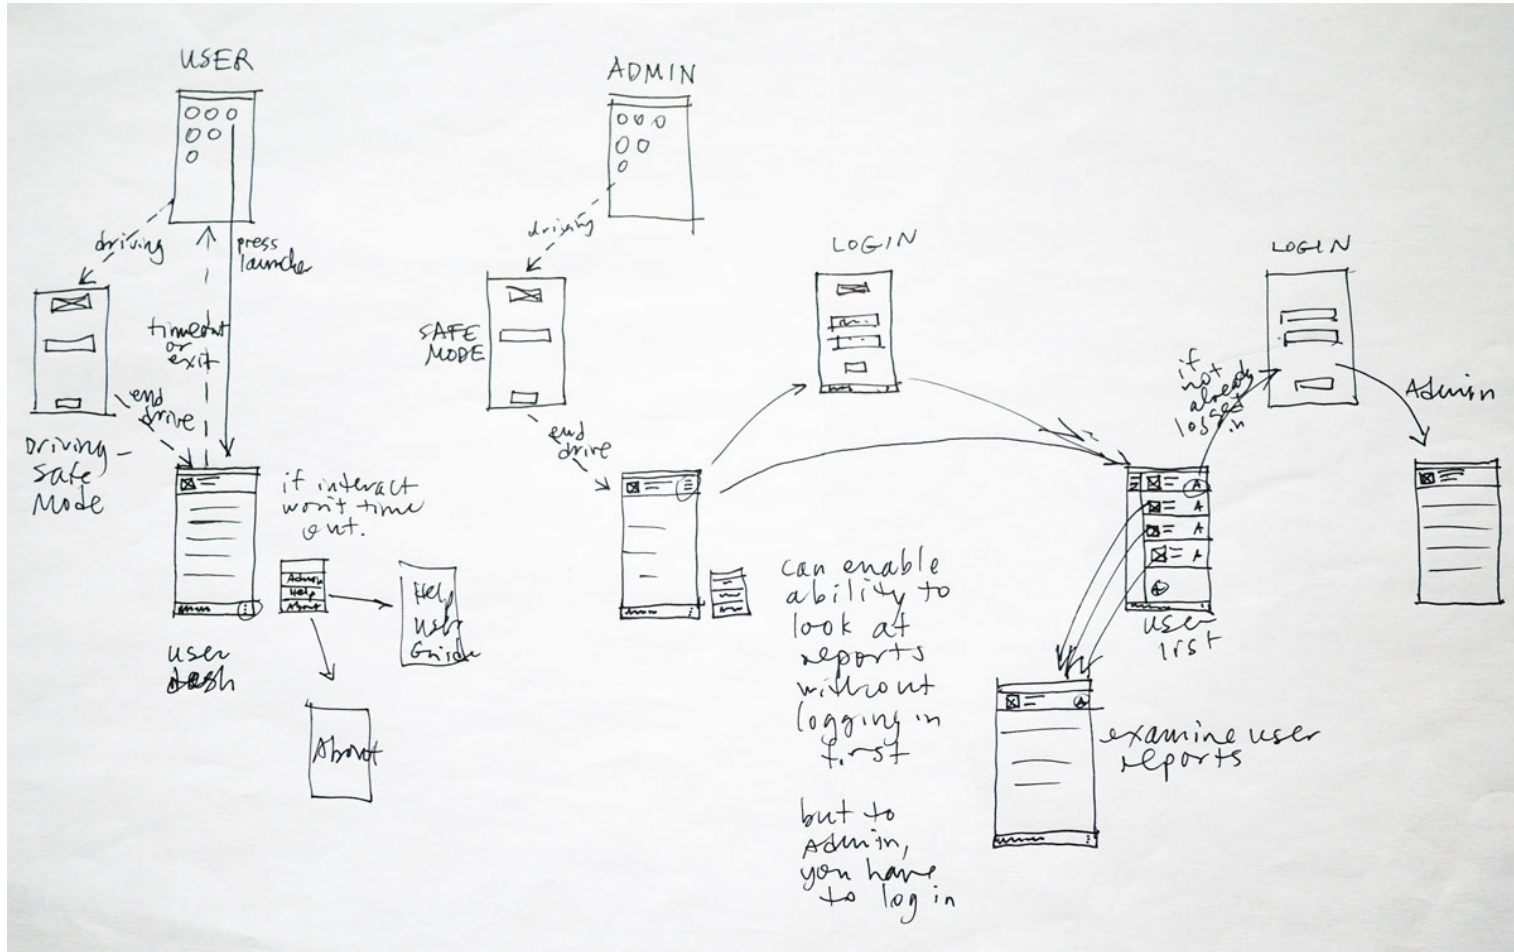 USER
driving
press
launcher
timeout
or
exit
end
drive
Driving-
Safe
Mode
if interact
won't time
out.
Admin
Help
About
Help
User
Guide
user
dash
About
ADMIN
driving
SAFE
MODE
end
drive
LOGIN
can enable
ability to
look at
reports
without
logging in
first
but to
Admin,
you have
to log in
if
not
already
logged
in
A
A
A
A
user
list
A
examine user
reports
LOGIN
Admin